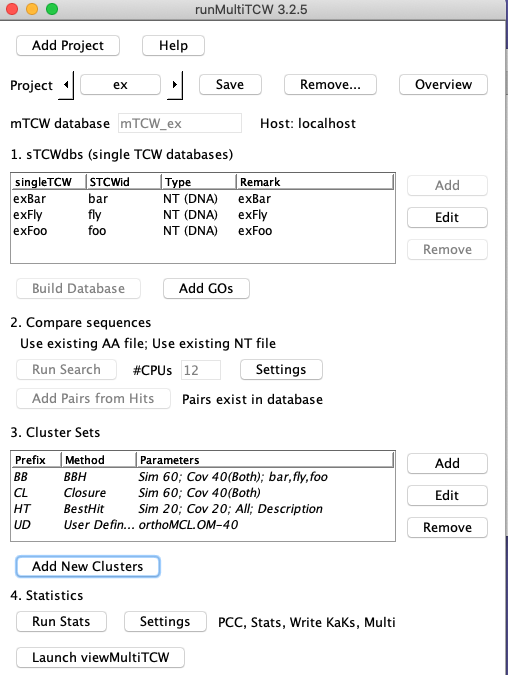 runMultiTCW 3.2.5
Add Project Help
Project ex Save Remove... Overview
mTCW database mTCW_ex Host: localhost
1. sTCWdbs (single TCW databases)
singleTCW STCWid Type Remark
exBar bar NT (DNA) exBar
exFly fly NT (DNA) exFly
exFoo foo NT (DNA) exFoo
Add
Edit
Remove
Build Database Add GOs
2. Compare sequences
Use existing AA file; Use existing NT file
Run Search #CPUs 12 Settings
Add Pairs from Hits Pairs exist in database
3. Cluster Sets
Prefix Method Parameters
BB BBH Sim 60; Cov 40(Both); bar,fly,foo
CL Closure Sim 60; Cov 40(Both)
HT BestHit Sim 20; Cov 20; All; Description
UD User Defin... orthoMCL.OM-40
Add
Edit
Remove
Add New Clusters
4. Statistics
Run Stats Settings PCC, Stats, Write KaKs, Multi
Launch viewMultiTCW